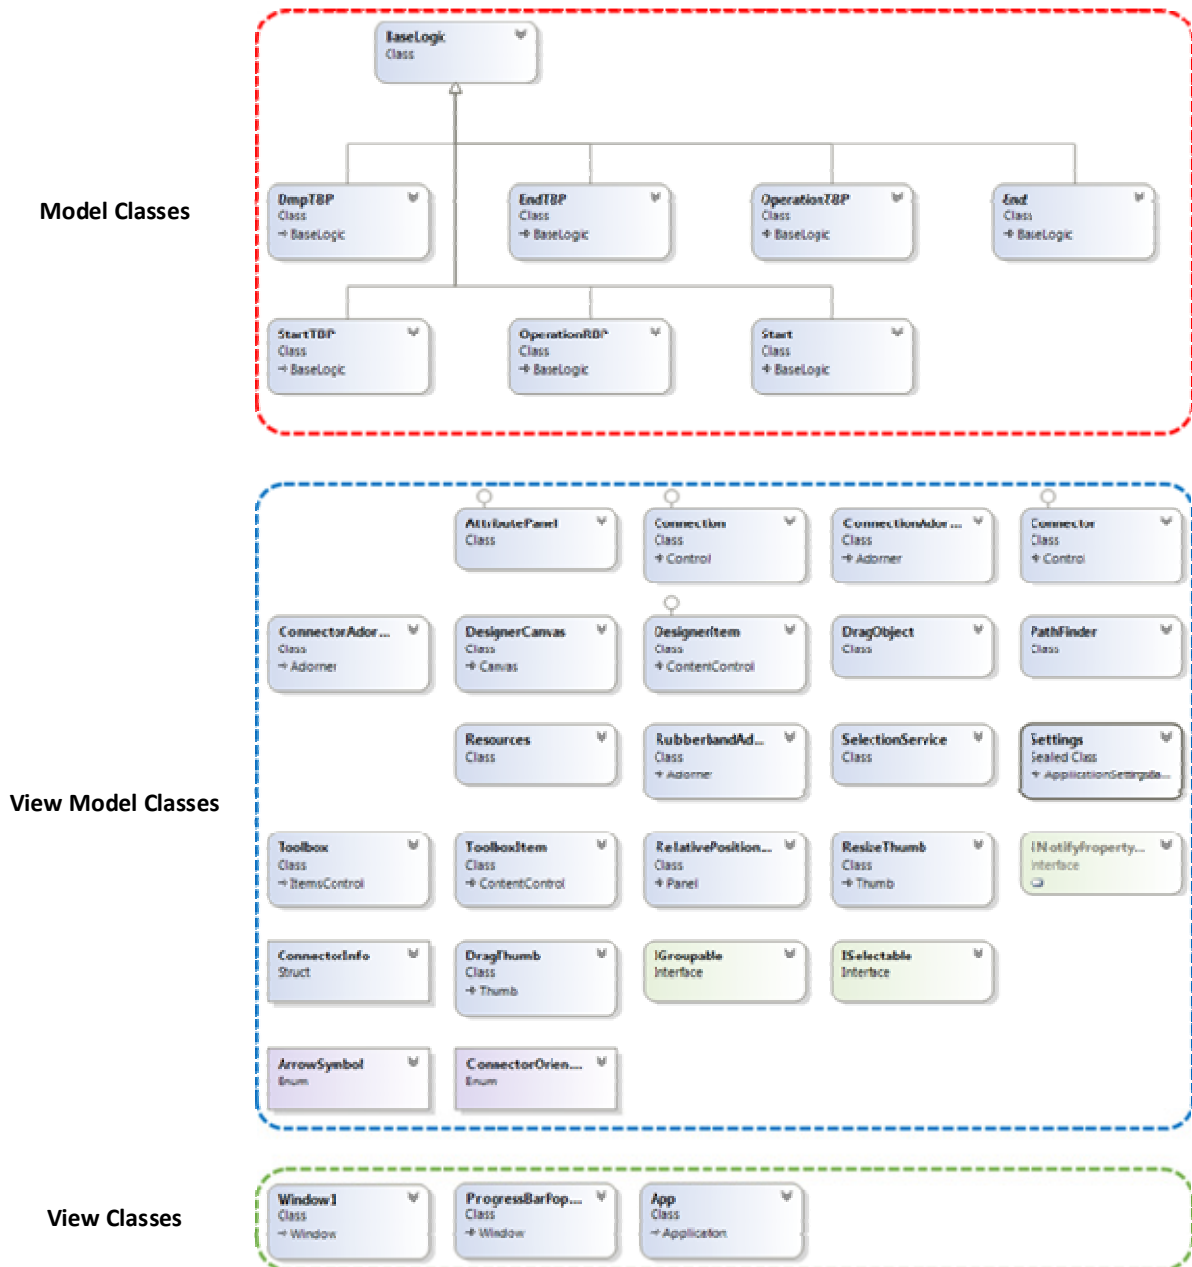 BaseLogic
Class
Model Classes
DmpTBP
Class
BaseLogic
EndTBP
Class
BaseLogic
OperationTBP
Class
BaseLogic
End
Class
BaseLogic
StartTBP
Class
BaseLogic
OperationRBP
Class
BaseLogic
Start
Class
BaseLogic
View Model Classes
AttributePanel
Class
Connection
Class
Control
ConnectionAdor...
Class
Adorner
Connector
Class
Control
ConnectorAdor...
Class
Adorner
DesignerCanvas
Class
Canvas
DesignerItem
Class
ContentControl
DragObject
Class
PathFinder
Class
Resources
Class
RubberbandAd...
Class
Adorner
SelectionService
Class
Settings
Sealed Class
ApplicationSettingsBa...
Toolbox
Class
ItemsControl
ToolboxItem
Class
ContentControl
RelativePosition...
Class
Panel
ResizeThumb
Class
Thumb
INotifyProperty...
Interface
ConnectorInfo
Struct
DragThumb
Class
Thumb
IGroupable
Interface
ISelectable
Interface
ArrowSymbol
Enum
ConnectorOrien...
Enum
View Classes
Window1
Class
Window
ProgressBarPop...
Class
Window
App
Class
Application